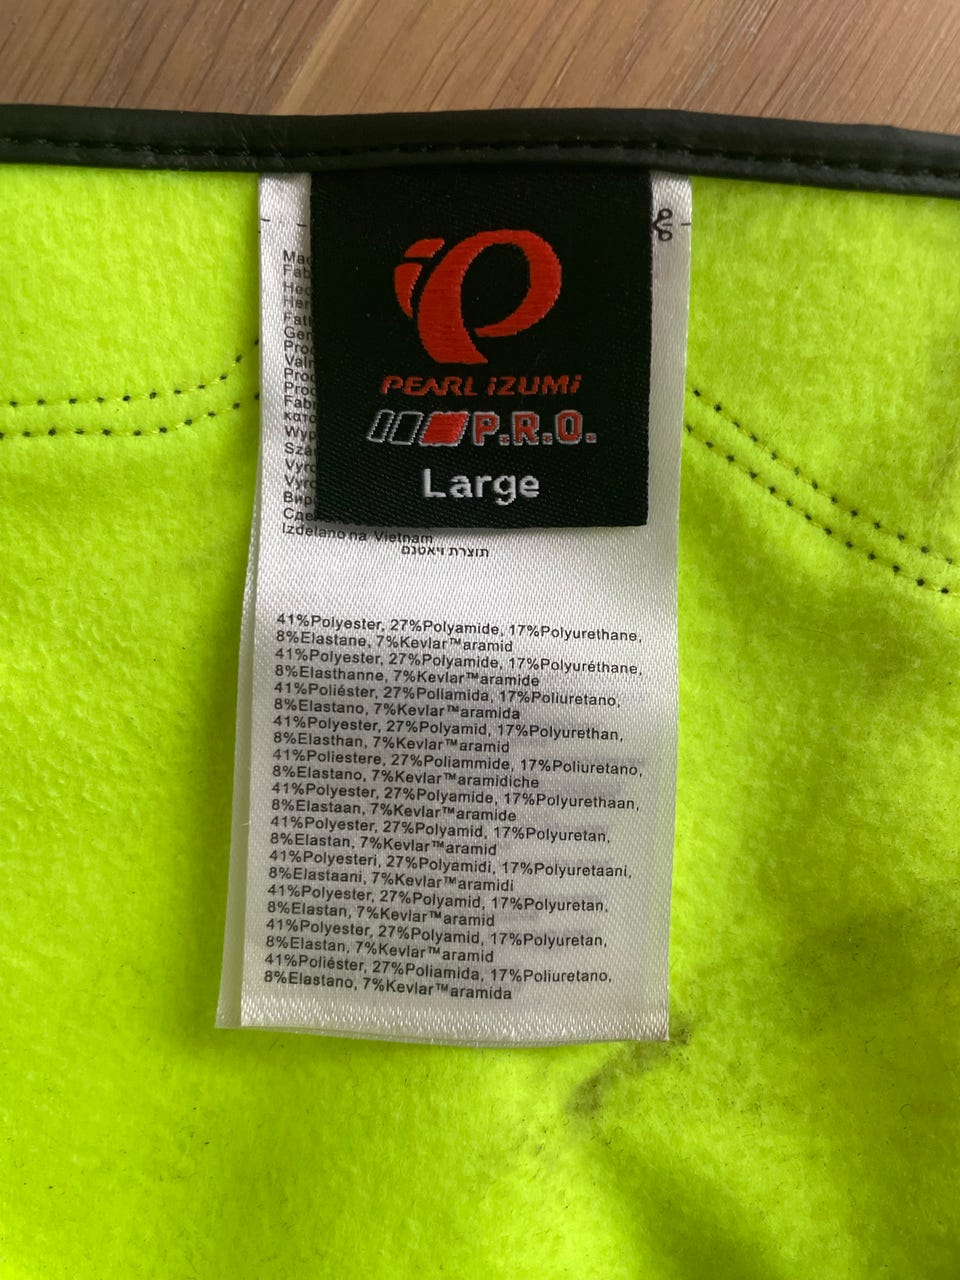 PEARL iZUMi
P.R.O.
Large
Izdelano na Vietnam
תוצרת ויאטנם
41%Polyester, 27%Polyamide, 17%Polyurethane,
8%Elastane, 7%Kevlar™aramid
41%Polyester, 27%Polyamide, 17%Polyuréthane,
8%Elasthanne, 7%Kevlar™aramide
41%Poliéster, 27%Poliamida, 17%Poliuretano,
8%Elastano, 7%Kevlar™aramida
41%Polyester, 27%Polyamid, 17%Polyurethan,
8%Elasthan, 7%Kevlar™aramid
41%Poliestere, 27%Poliammide, 17%Poliuretano,
8%Elastano, 7%Kevlar™aramidiche
41%Polyester, 27%Polyamide, 17%Polyurethaan,
8%Elastaan, 7%Kevlar™aramide
41%Polyester, 27%Polyamid, 17%Polyuretan,
8%Elastan, 7%Kevlar™aramid
41%Polyesteri, 27%Polyamidi, 17%Polyuretaani,
8%Elastaani, 7%Kevlar™aramidi
41%Polyester, 27%Polyamid, 17%Polyuretan,
8%Elastan, 7%Kevlar™aramid
41%Polyester, 27%Polyamid, 17%Polyuretan,
8%Elastan, 7%Kevlar™aramid
41%Poliéster, 27%Poliamida, 17%Poliuretano,
8%Elastano, 7%Kevlar™aramida